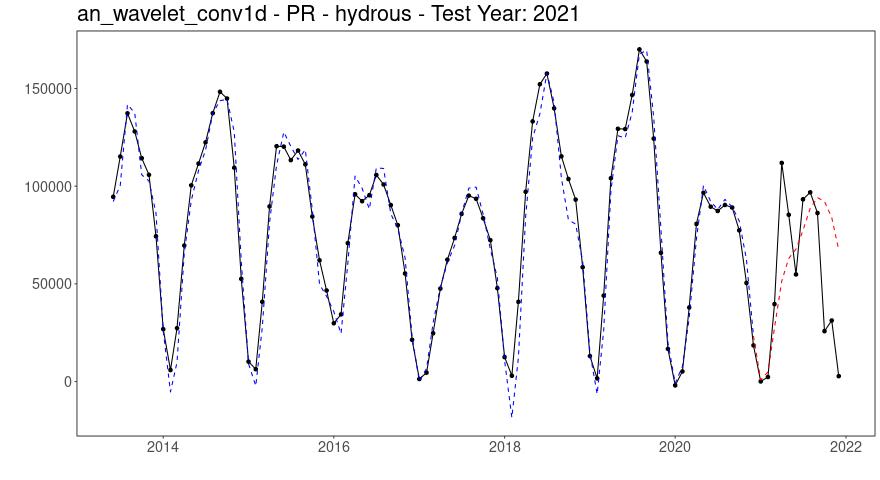 an_wavelet_conv1d - PR - hydrous - Test Year: 2021
150000
100000
50000
0
2014 2016 2018 2020 2022